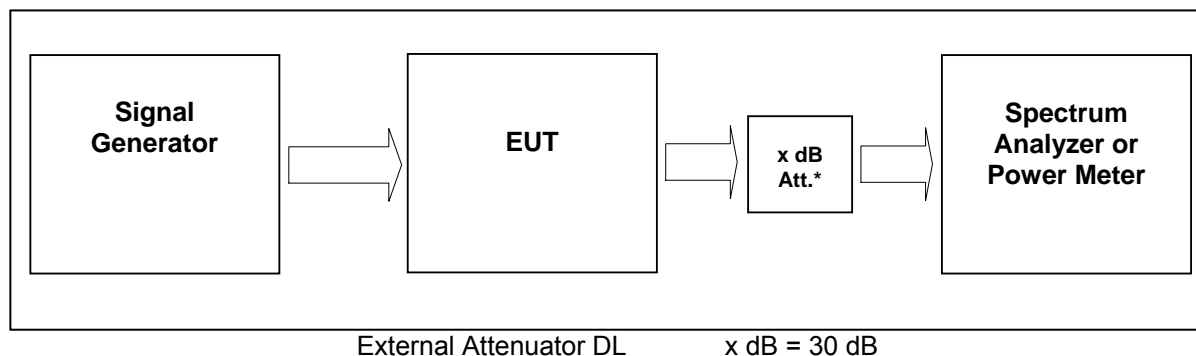 Signal
Generator
EUT
x dB
Att.*
Spectrum
Analyzer or
Power Meter
External Attenuator DL x dB = 30 dB